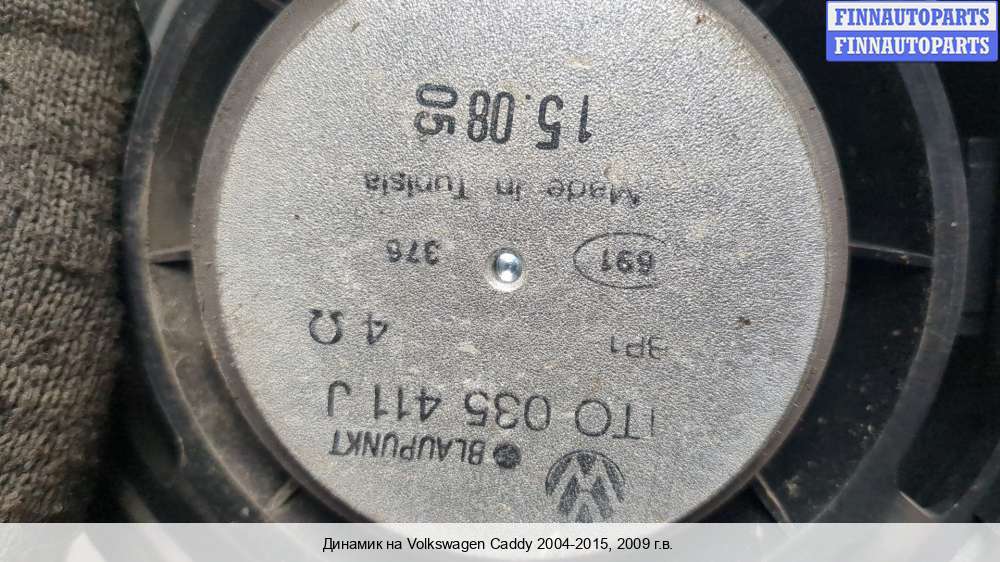 FINNAUTOPARTS
FINNAUTOPARTS
BLAUPUNKT
1T0 035 411 J
3P1
4 Ω
691
376
Made in Tunisia
15.08 05
Динамик на Volkswagen Caddy 2004-2015, 2009 г.в.